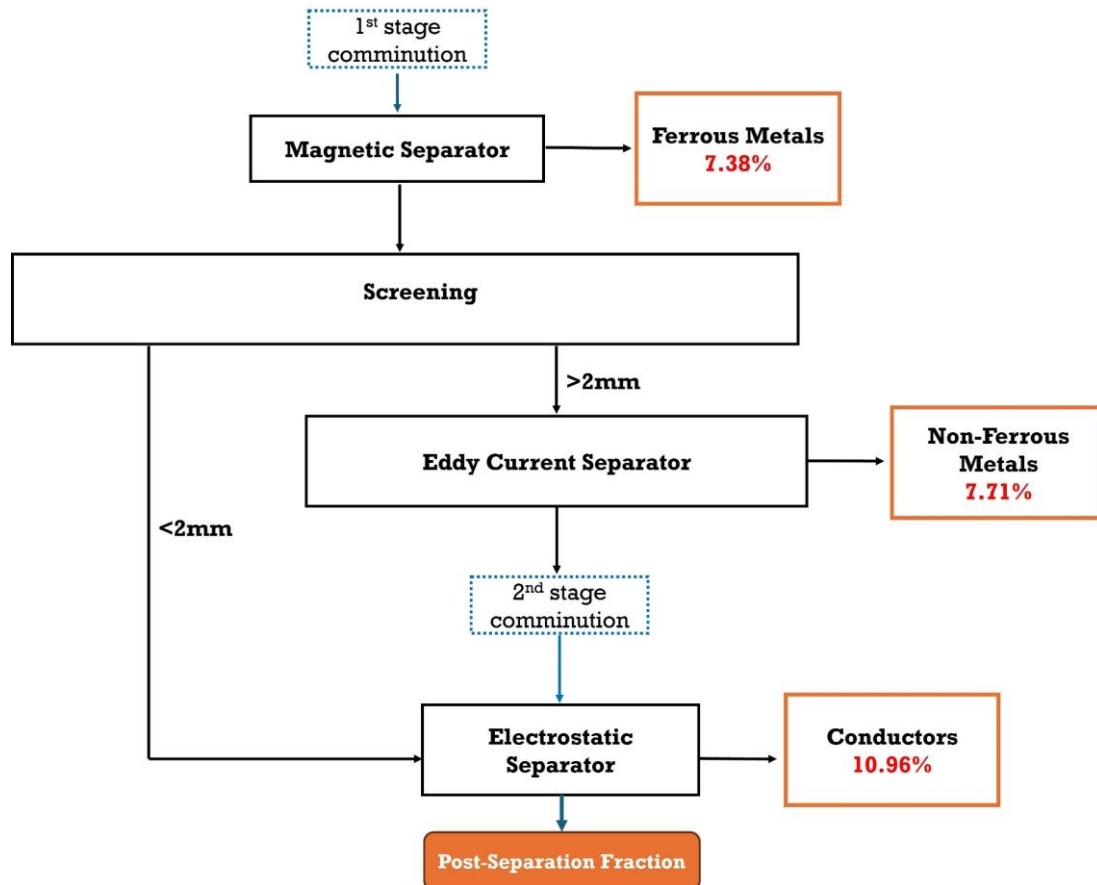 1st stage
comminution
Magnetic Separator
Ferrous Metals
7.38%
Screening
>2mm
Eddy Current Separator
Non-Ferrous
Metals
7.71%
<2mm
2nd stage
comminution
Electrostatic
Separator
Conductors
10.96%
Post-Separation Fraction